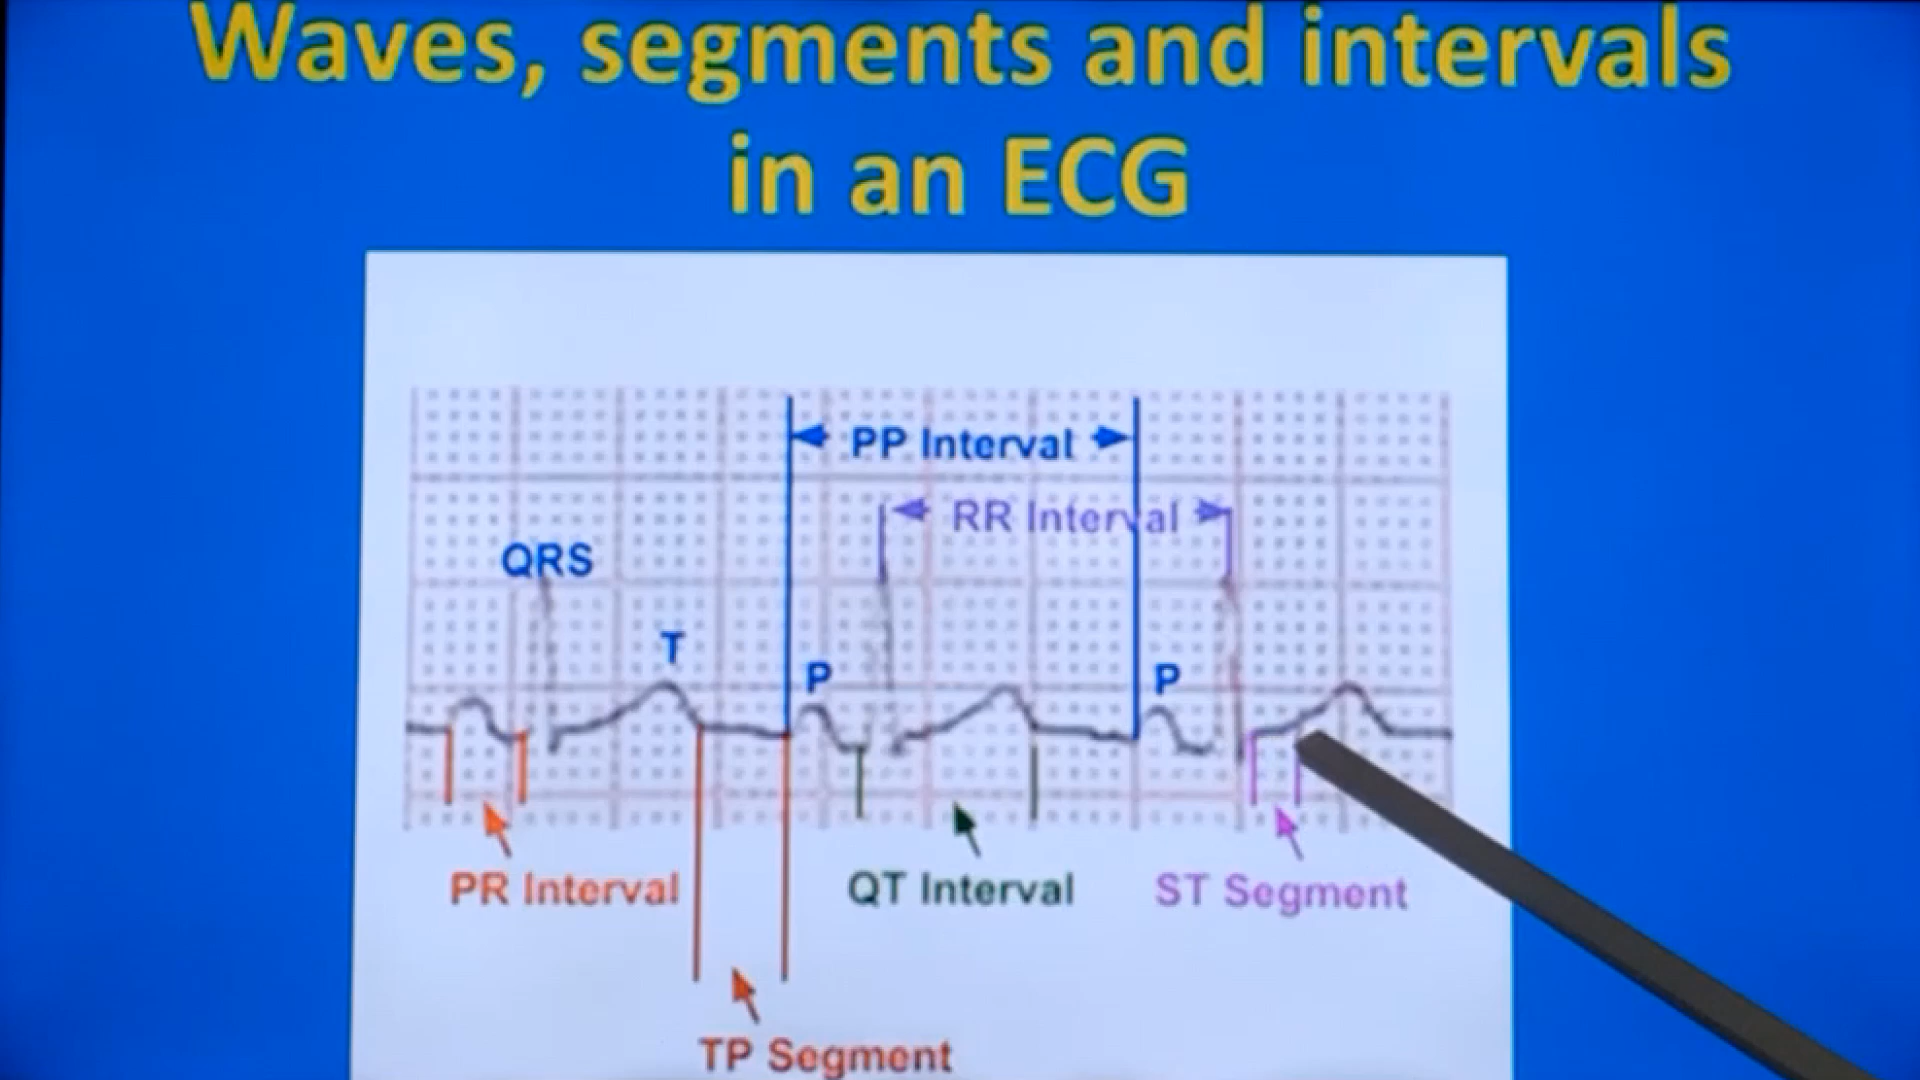 Waves, segments and intervals
in an ECG
PP Interval
RR Interval
QRS
T
P
P
PR Interval
QT Interval
ST Segment
TP Segment